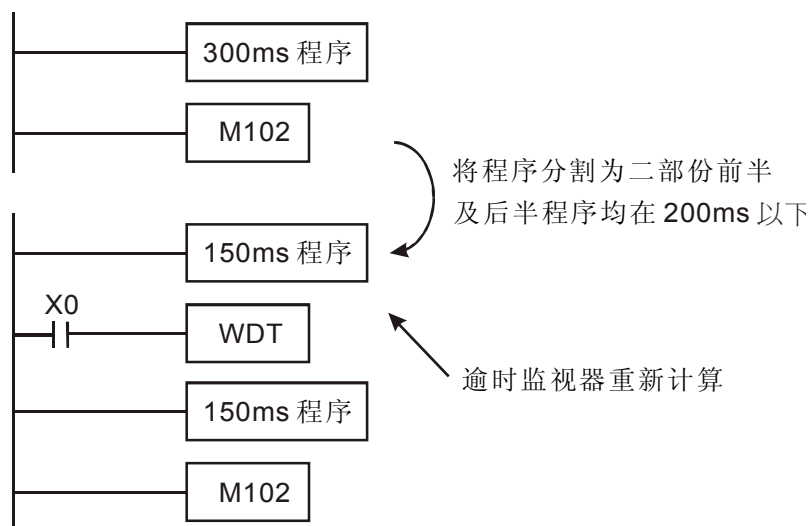 300ms 程序
M102
将程序分割为二部份前半
及后半程序均在 200ms 以下
150ms 程序
X0
WDT
逾时监视器重新计算
150ms 程序
M102